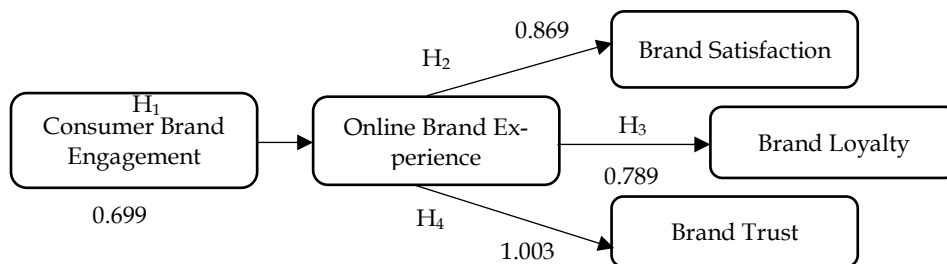 0.869
Brand Satisfaction
H2
H1
Consumer Brand
Engagement
Online Brand Ex-
perience
H3
Brand Loyalty
0.789
0.699
H4
1.003
Brand Trust